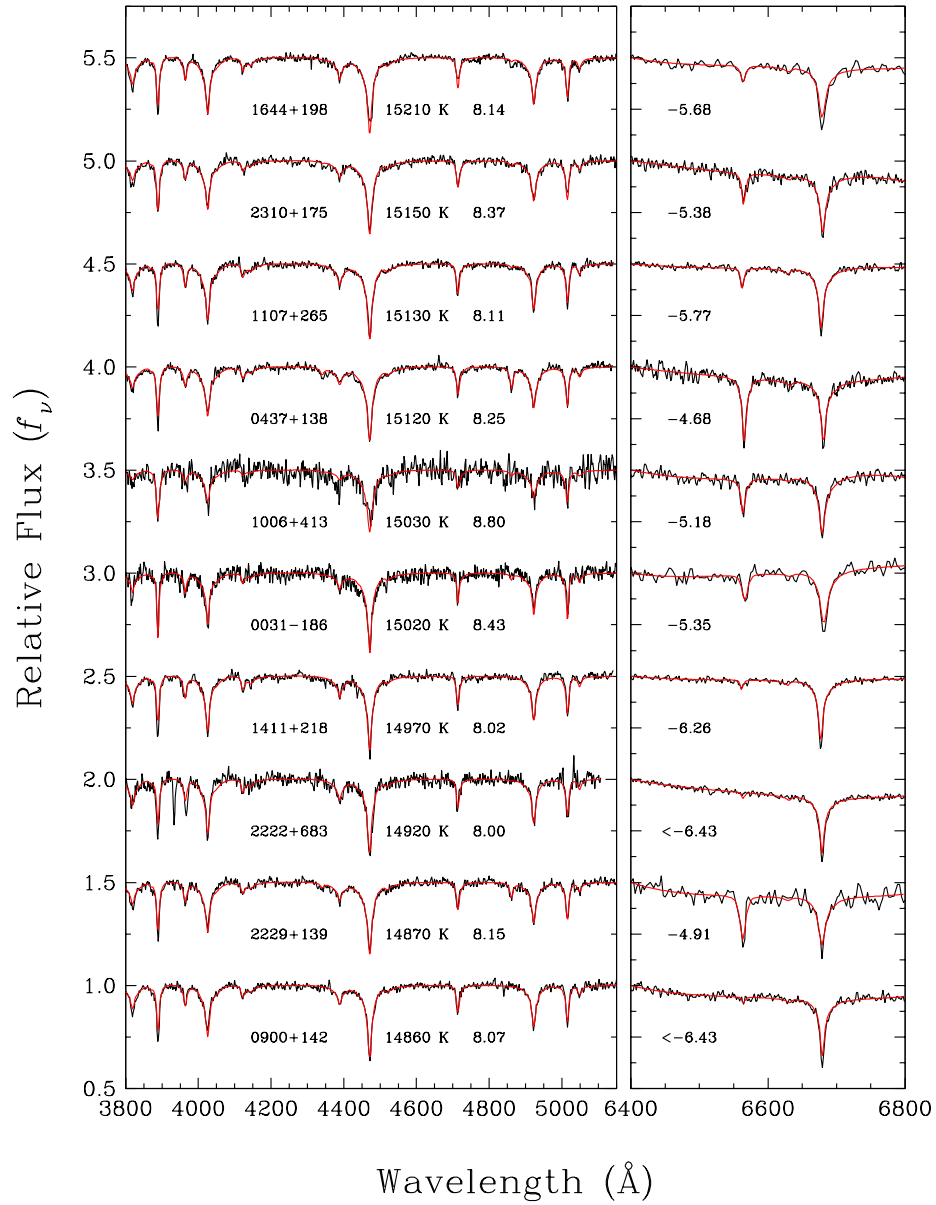 Relative Flux (fν)
5.5
5.0
4.5
4.0
3.5
3.0
2.5
2.0
1.5
1.0
0.5
1644+198 15210 K 8.14 −5.68
2310+175 15150 K 8.37 −5.38
1107+265 15130 K 8.11 −5.77
0437+138 15120 K 8.25 −4.68
1006+413 15030 K 8.80 −5.18
0031−186 15020 K 8.43 −5.35
1411+218 14970 K 8.02 −6.26
2222+683 14920 K 8.00 <−6.43
2229+139 14870 K 8.15 −4.91
0900+142 14860 K 8.07 <−6.43
3800 4000 4200 4400 4600 4800 5000 6400 6600 6800
Wavelength (Å)